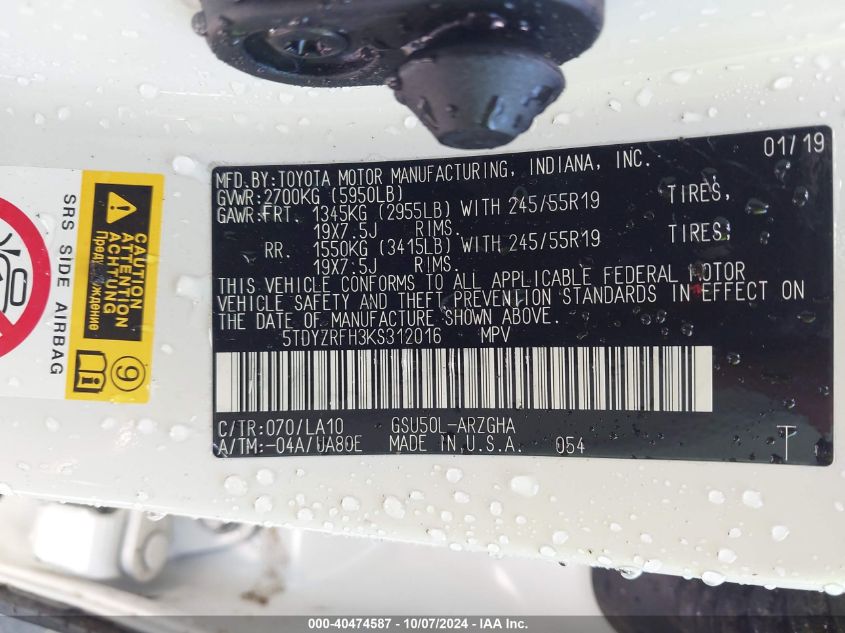 01/19
MFD.BY:TOYOTA MOTOR MANUFACTURING, INDIANA, INC.
GVWR:2700KG (5950LB)
GAWR:FRT. 1345KG (2955LB) WITH 245/55R19 TIRES,
19X7.5J RIMS.
RR. 1550KG (3415LB) WITH 245/55R19 TIRES,
19X7.5J RIMS.
THIS VEHICLE CONFORMS TO ALL APPLICABLE FEDERAL MOTOR
VEHICLE SAFETY AND THEFT PREVENTION STANDARDS IN EFFECT ON
THE DATE OF MANUFACTURE SHOWN ABOVE.
5TDYZRFH3KS312016 MPV
C/TR:070/LA10 GSU50L-ARZGHA
A/TM:-04A/UA80E MADE IN U.S.A. 054 T
SRS SIDE AIRBAG
CAUTION
ATTENTION
ACHTUNG
9
000-40474587 - 10/07/2024 - IAA Inc.